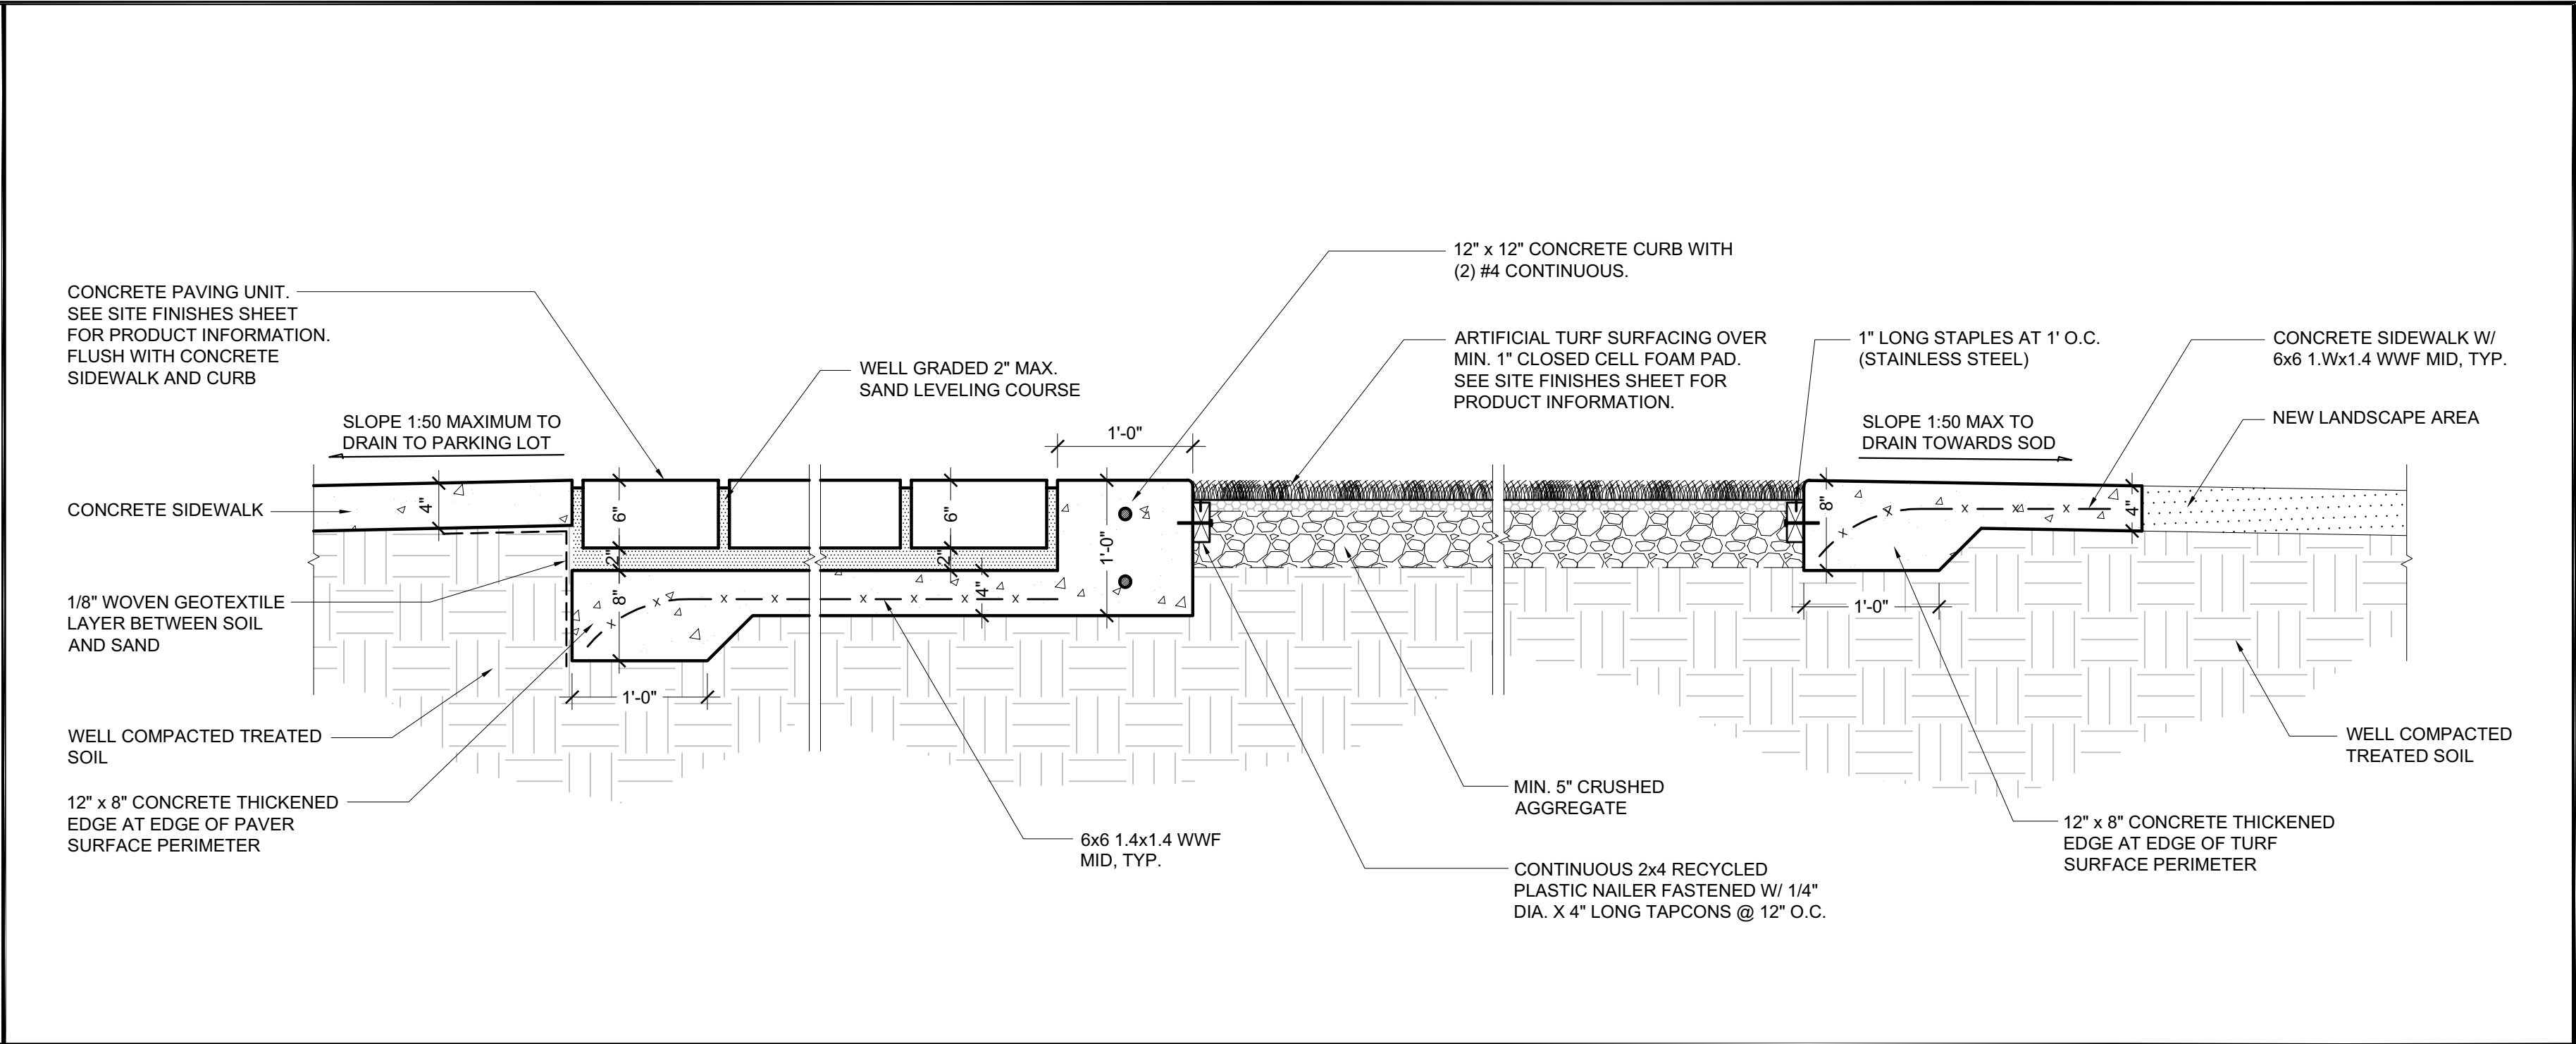 CONCRETE PAVING UNIT.
SEE SITE FINISHES SHEET
FOR PRODUCT INFORMATION.
FLUSH WITH CONCRETE
SIDEWALK AND CURB
SLOPE 1:50 MAXIMUM TO
DRAIN TO PARKING LOT
CONCRETE SIDEWALK
1/8" WOVEN GEOTEXTILE
LAYER BETWEEN SOIL
AND SAND
WELL COMPACTED TREATED
SOIL
12" x 8" CONCRETE THICKENED
EDGE AT EDGE OF PAVER
SURFACE PERIMETER
WELL GRADED 2" MAX.
SAND LEVELING COURSE
12" x 12" CONCRETE CURB WITH
(2) #4 CONTINUOUS.
ARTIFICIAL TURF SURFACING OVER
MIN. 1" CLOSED CELL FOAM PAD.
SEE SITE FINISHES SHEET FOR
PRODUCT INFORMATION.
1" LONG STAPLES AT 1' O.C.
(STAINLESS STEEL)
CONCRETE SIDEWALK W/
6x6 1.Wx1.4 WWF MID, TYP.
SLOPE 1:50 MAX TO
DRAIN TOWARDS SOD
NEW LANDSCAPE AREA
1'-0"
4"
6"
2"
8"
1'-0"
6"
2"
4"
1'-0"
8"
4"
1'-0"
X X X X X X X X
X X X X X
6x6 1.4x1.4 WWF
MID, TYP.
MIN. 5" CRUSHED
AGGREGATE
CONTINUOUS 2x4 RECYCLED
PLASTIC NAILER FASTENED W/ 1/4"
DIA. X 4" LONG TAPCONS @ 12" O.C.
WELL COMPACTED
TREATED SOIL
12" x 8" CONCRETE THICKENED
EDGE AT EDGE OF TURF
SURFACE PERIMETER